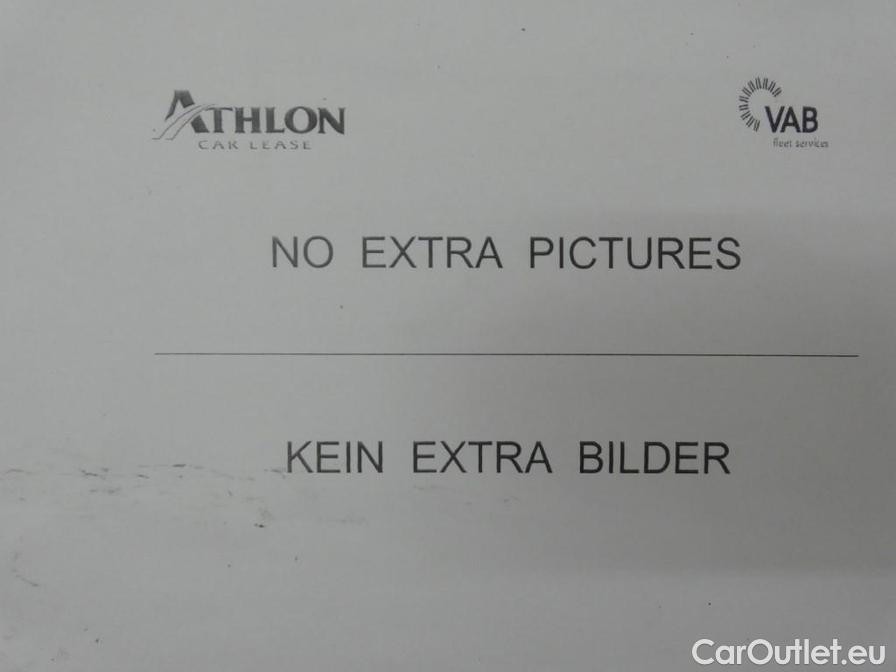 ATHLON
CAR LEASE
VAB
fleet services
NO EXTRA PICTURES
KEIN EXTRA BILDER
CarOutlet.eu